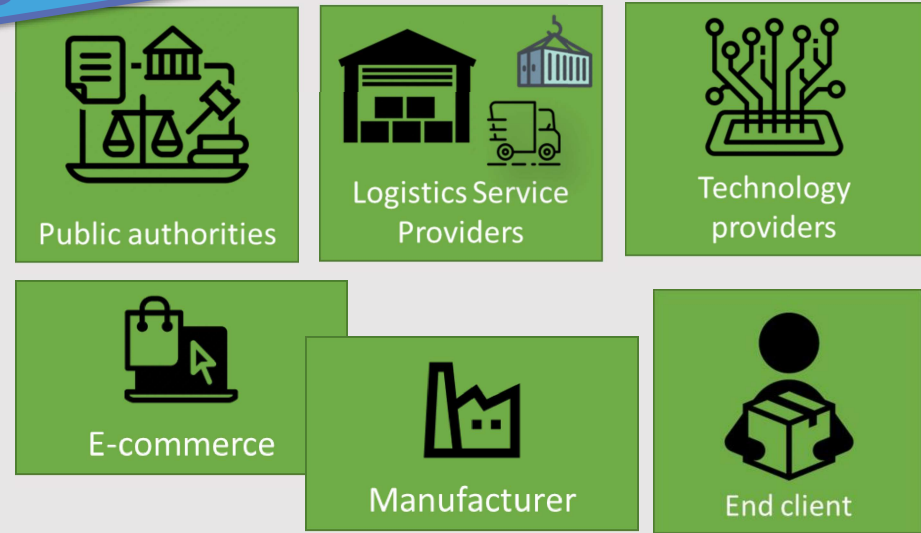 Public authorities
Logistics Service
Providers
Technology
providers
E-commerce
Manufacturer
End client